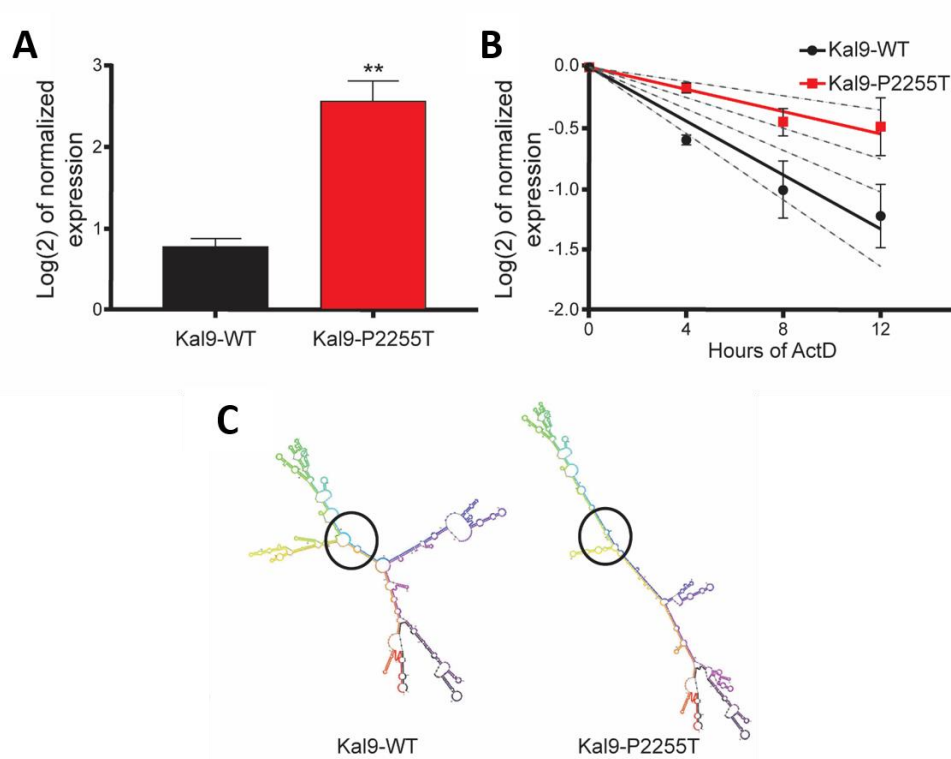 A
Log(2) of normalized
expression
3
2
1
0
**
Kal9-WT
Kal9-P2255T
B
Log(2) of normalized
expression
0.0
-0.5
-1.0
-1.5
-2.0
0
4
8
12
Hours of ActD
Kal9-WT
Kal9-P2255T
C
Kal9-WT
Kal9-P2255T